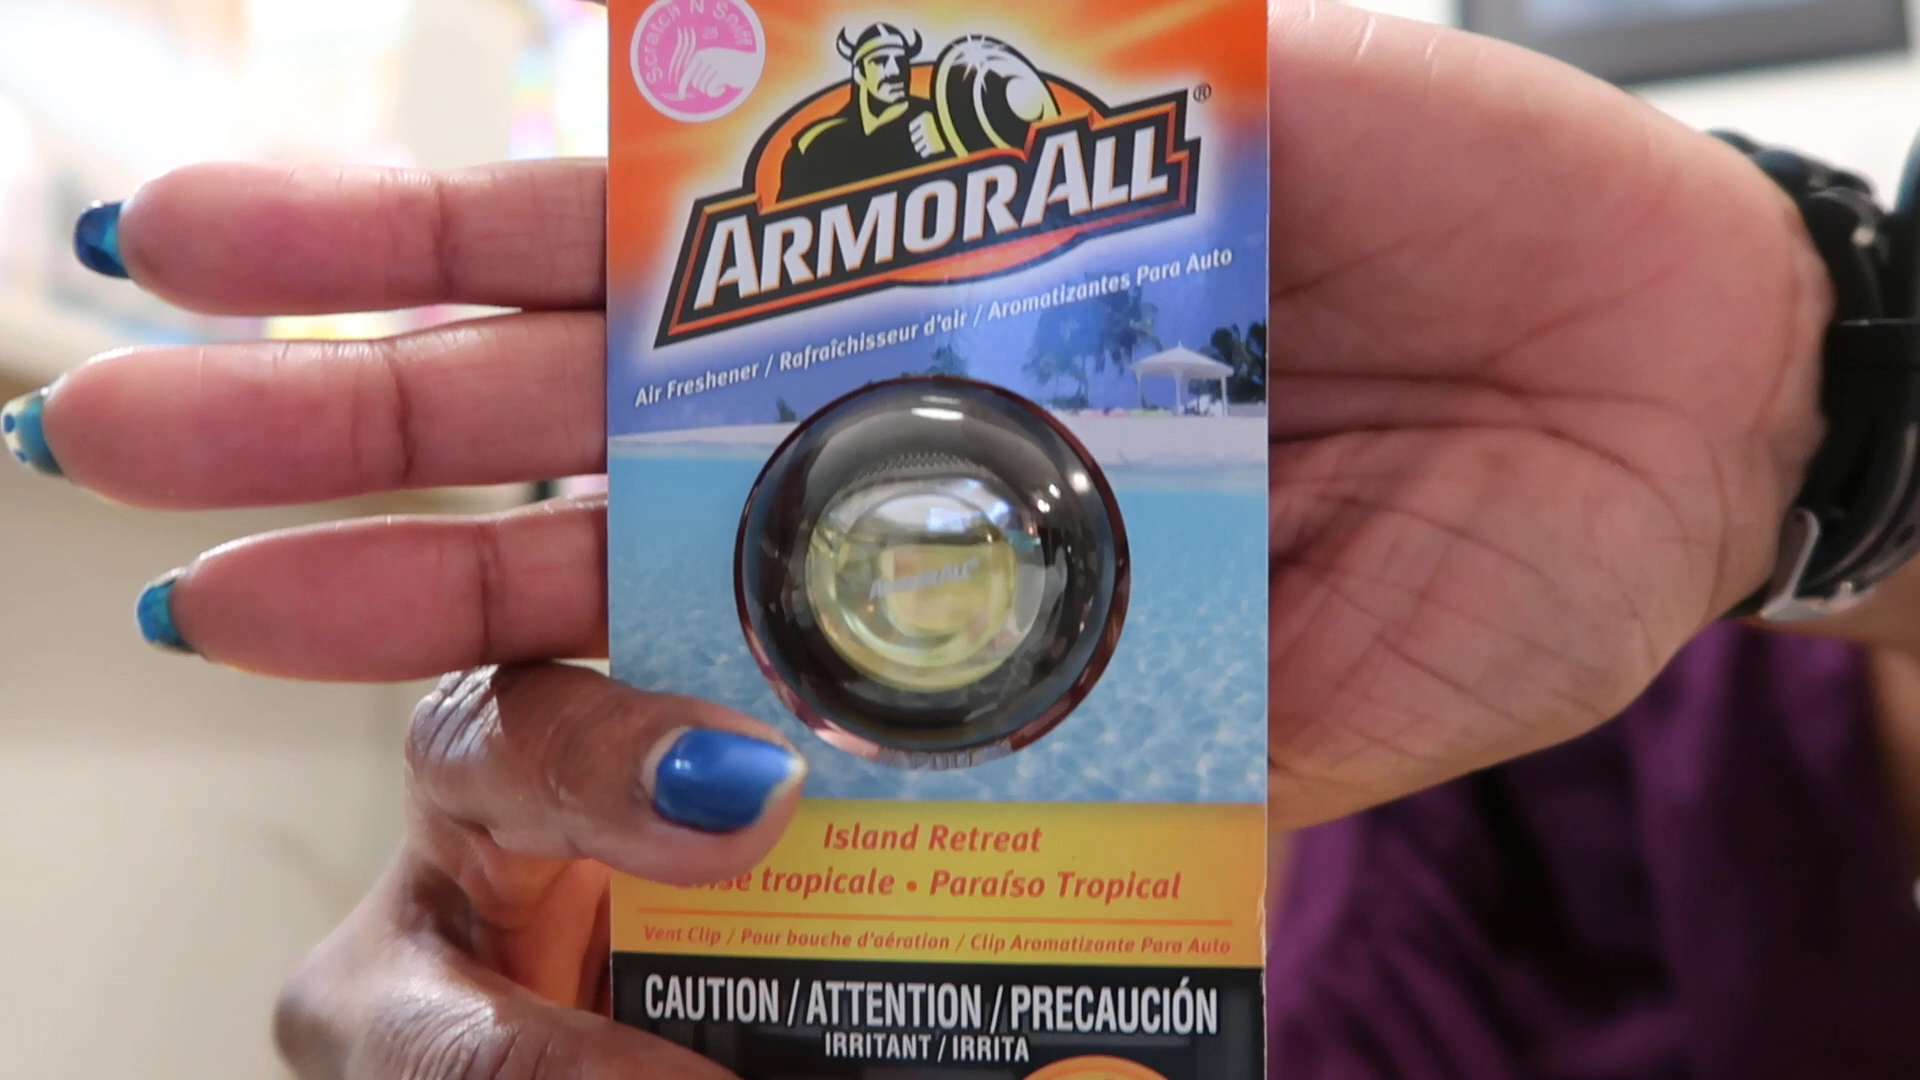 Scratch N Sniff
ARMORALL®
Air Freshener / Rafraîchisseur d'air / Aromatizantes Para Auto
ARMORALL
PULL
Island Retreat
tropicale • Paraíso Tropical
Vent Clip / Pour bouche d'aération / Clip Aromatizante Para Auto
CAUTION / ATTENTION / PRECAUCIÓN
IRRITANT / IRRITA